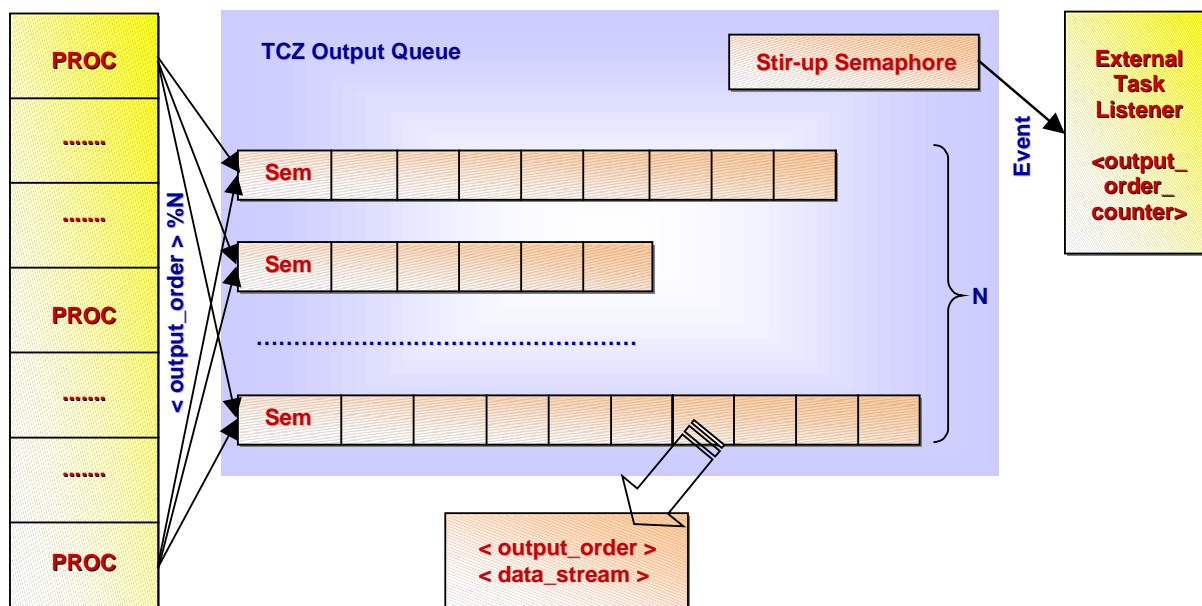 PROC
.......
.......
PROC
.......
.......
PROC
< output_order > %N
TCZ Output Queue
Stir-up Semaphore
Sem
Sem
....................................................
Sem
N
< output_order >
< data_stream >
Event
External
Task
Listener
<output_
order_
counter>